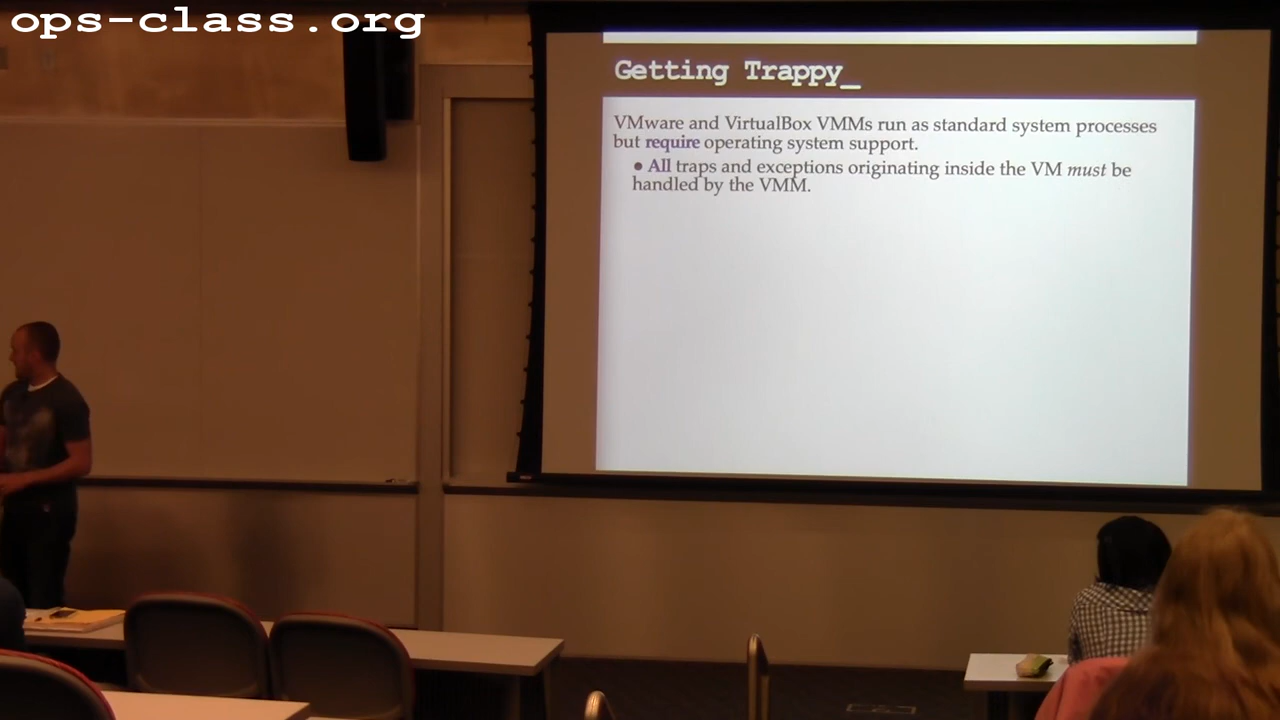 ops-class.org
Getting Trappy_
VMware and VirtualBox VMMs run as standard system processes
but require operating system support.
● All traps and exceptions originating inside the VM must be
handled by the VMM.